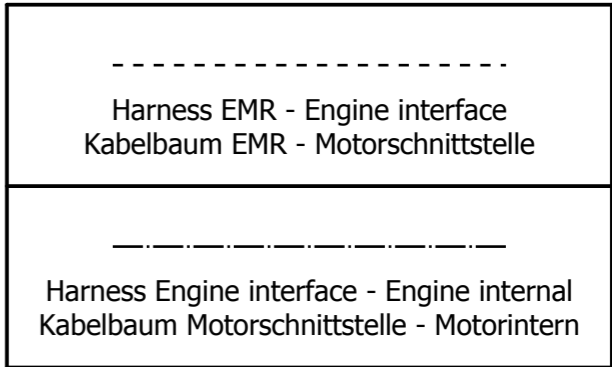 Harness EMR - Engine interface
Kabelbaum EMR - Motorschnittstelle
Harness Engine interface - Engine internal
Kabelbaum Motorschnittstelle - Motorintern